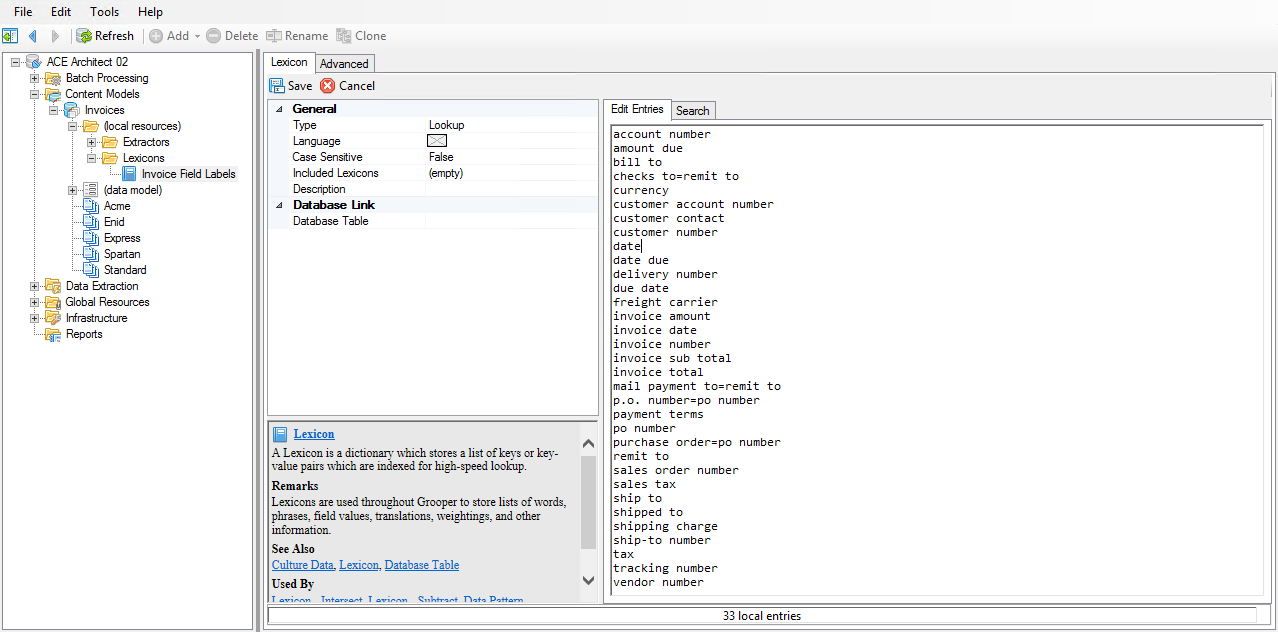 File Edit Tools Help
Refresh Add Delete Rename Clone
ACE Architect 02
Batch Processing
Content Models
Invoices
(local resources)
Extractors
Lexicons
Invoice Field Labels
(data model)
Acme
Enid
Express
Spartan
Standard
Data Extraction
Global Resources
Infrastructure
Reports
Lexicon Advanced
Save Cancel
General
Type Lookup
Language
Case Sensitive False
Included Lexicons (empty)
Description
Database Link
Database Table
Lexicon
A Lexicon is a dictionary which stores a list of keys or key-
value pairs which are indexed for high-speed lookup.
Remarks
Lexicons are used throughout Grooper to store lists of words,
phrases, field values, translations, weightings, and other
information.
See Also
Culture Data, Lexicon, Database Table
Used By
Lexicon - Intersect, Lexicon - Subtract, Data Pattern
Edit Entries Search
account number
amount due
bill to
checks to=remit to
currency
customer account number
customer contact
customer number
date
date due
delivery number
due date
freight carrier
invoice amount
invoice date
invoice number
invoice sub total
invoice total
mail payment to=remit to
p.o. number=po number
payment terms
po number
purchase order=po number
remit to
sales order number
sales tax
ship to
shipped to
shipping charge
ship-to number
tax
tracking number
vendor number
33 local entries